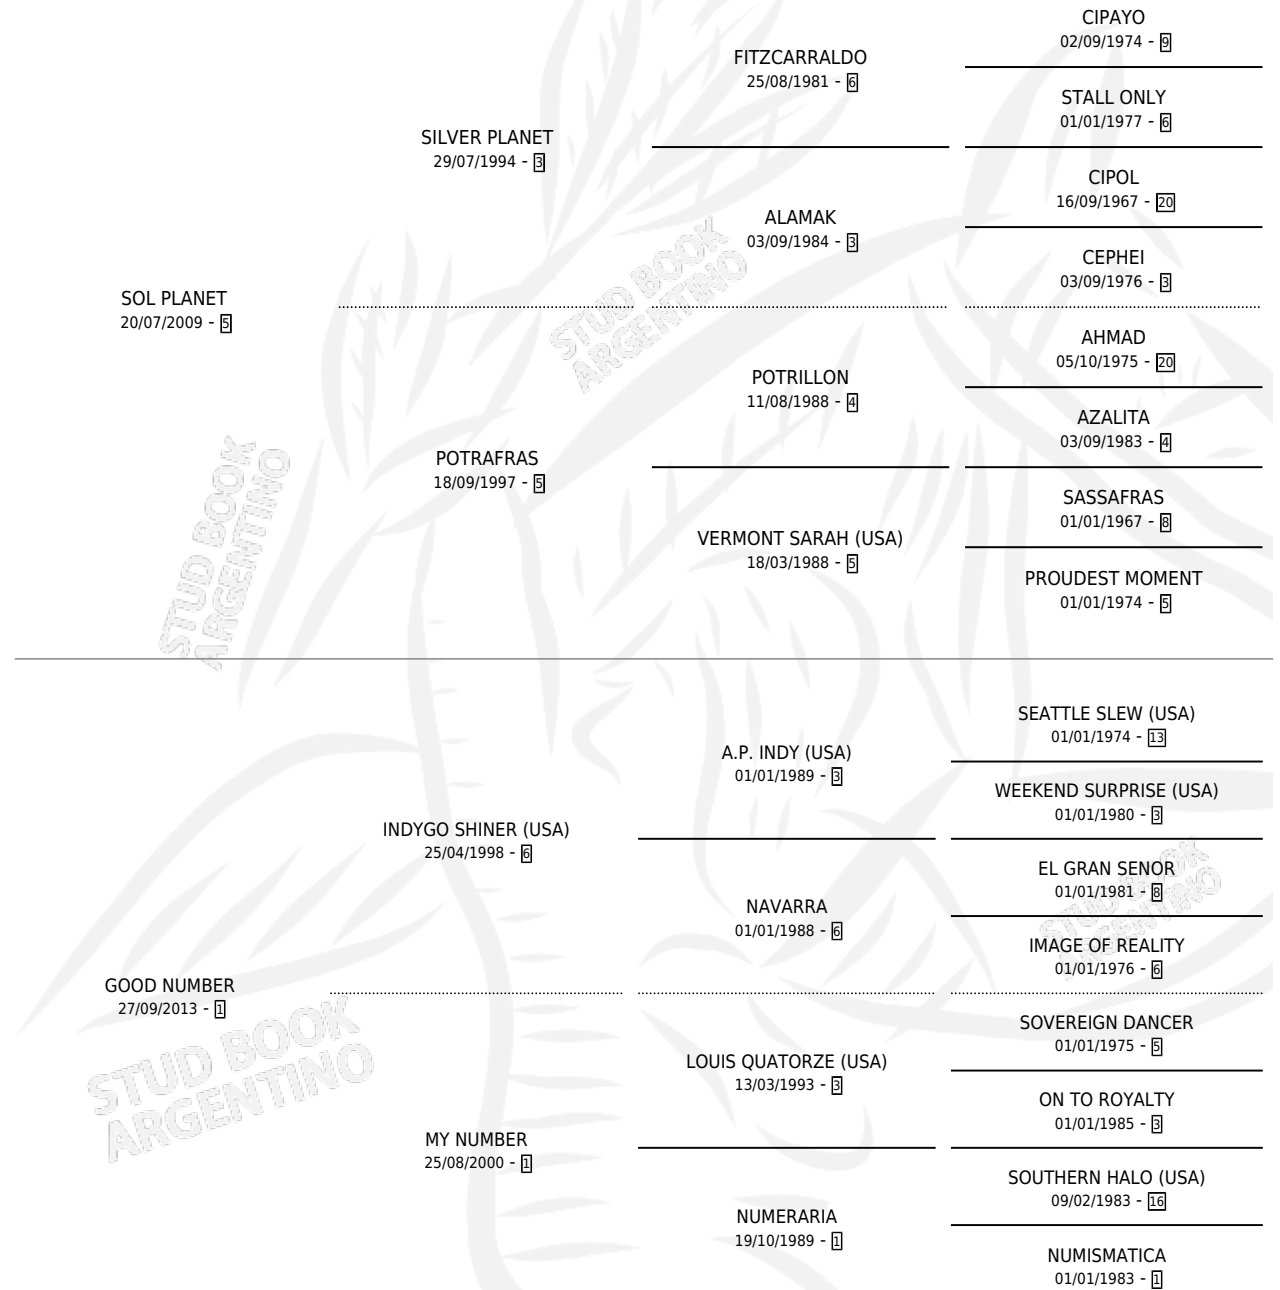 CIPAYO
02/09/1974 - 9
FITZCARRALDO
25/08/1981 - 6
STALL ONLY
01/01/1977 - 6
SILVER PLANET
29/07/1994 - 3
CIPOL
16/09/1967 - 20
ALAMAK
03/09/1984 - 3
CEPHEI
03/09/1976 - 3
SOL PLANET
20/07/2009 - 5
AHMAD
05/10/1975 - 20
POTRILLON
11/08/1988 - 4
AZALITA
03/09/1983 - 4
POTRAFRAS
18/09/1997 - 5
SASSAFRAS
01/01/1967 - 8
VERMONT SARAH (USA)
18/03/1988 - 5
PROUDEST MOMENT
01/01/1974 - 5
SEATTLE SLEW (USA)
01/01/1974 - 13
A.P. INDY (USA)
01/01/1989 - 3
WEEKEND SURPRISE (USA)
01/01/1980 - 3
INDYGO SHINER (USA)
25/04/1998 - 6
EL GRAN SENOR
01/01/1981 - 8
NAVARRA
01/01/1988 - 6
IMAGE OF REALITY
01/01/1976 - 6
GOOD NUMBER
27/09/2013 - 1
SOVEREIGN DANCER
01/01/1975 - 5
LOUIS QUATORZE (USA)
13/03/1993 - 3
ON TO ROYALTY
01/01/1985 - 3
MY NUMBER
25/08/2000 - 1
SOUTHERN HALO (USA)
09/02/1983 - 16
NUMERARIA
19/10/1989 - 1
NUMISMATICA
01/01/1983 - 1
STUD BOOK
ARGENTINO
STUD BOOK
ARGENTINO
STUD BOOK
ARGENTINO
STUD BOOK
ARGENTINO